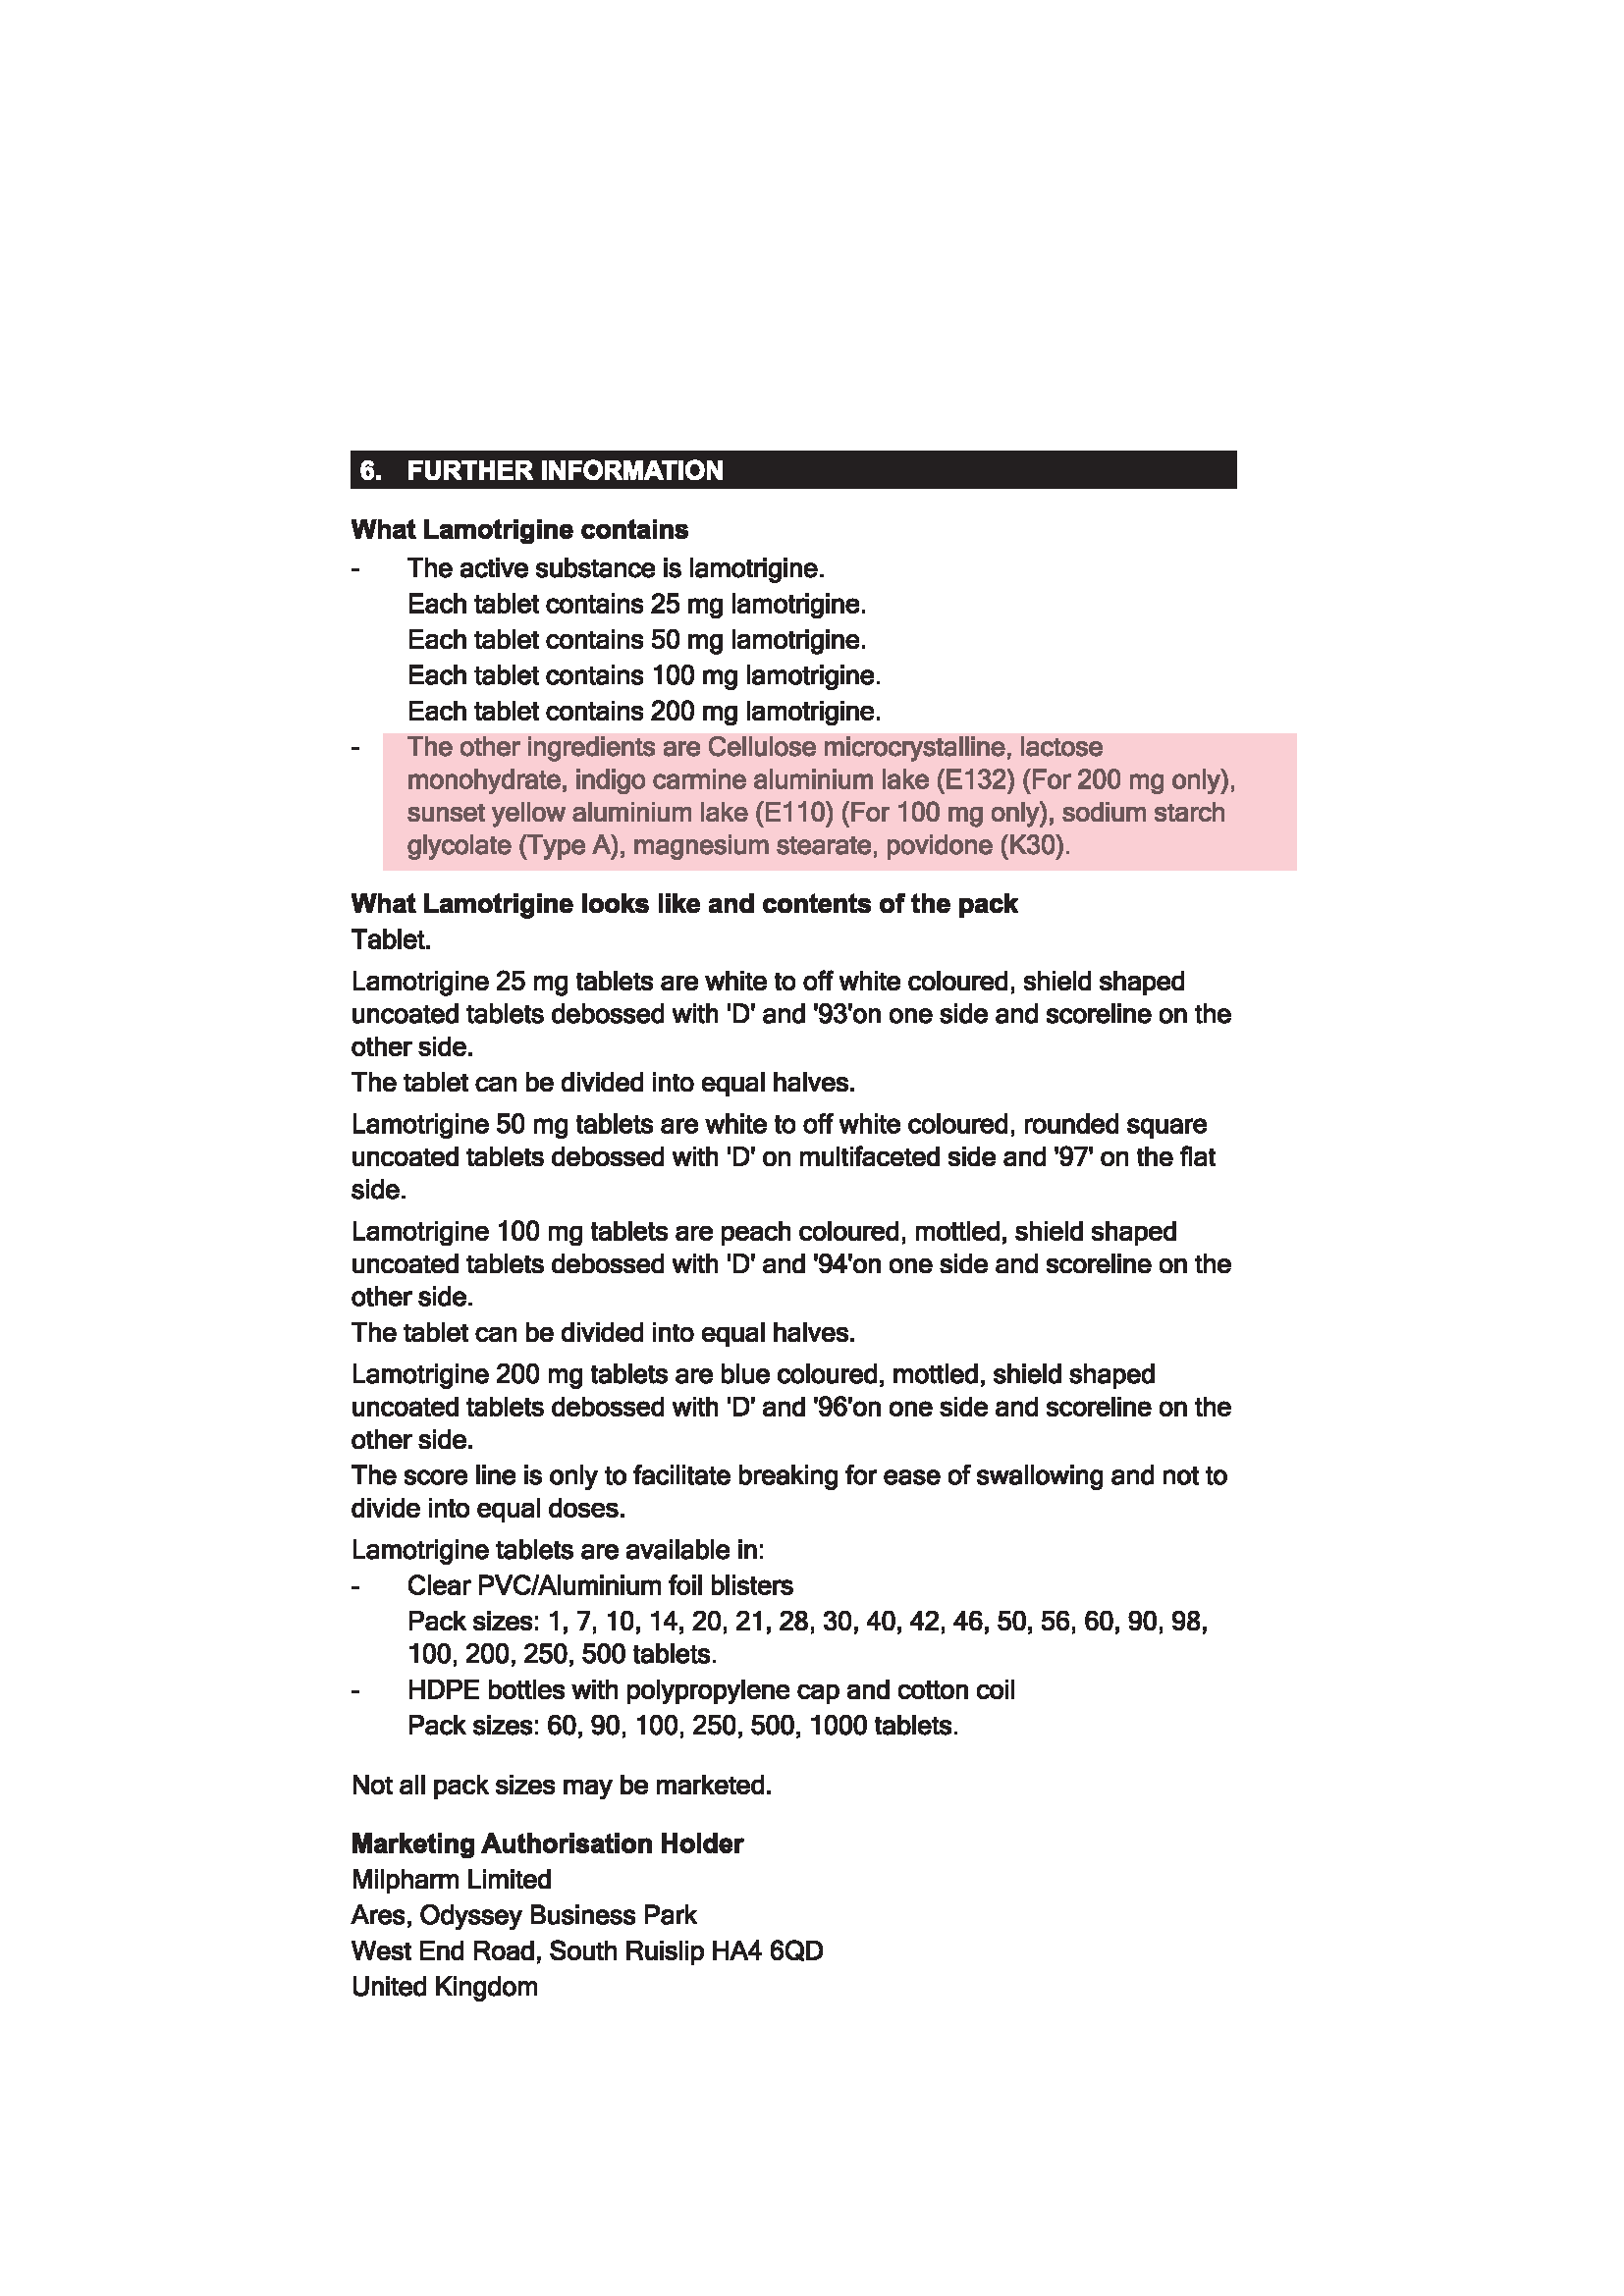 6. FURTHER INFORMATION
What Lamotrigine contains
- The active substance is lamotrigine.
Each tablet contains 25 mg lamotrigine.
Each tablet contains 50 mg lamotrigine.
Each tablet contains 100 mg lamotrigine.
Each tablet contains 200 mg lamotrigine.
- The other ingredients are Cellulose microcrystalline, lactose
monohydrate, indigo carmine aluminium lake (E132) (For 200 mg only),
sunset yellow aluminium lake (E110) (For 100 mg only), sodium starch
glycolate (Type A), magnesium stearate, povidone (K30).
What Lamotrigine looks like and contents of the pack
Tablet.
Lamotrigine 25 mg tablets are white to off white coloured, shield shaped
uncoated tablets debossed with 'D' and '93'on one side and scoreline on the
other side.
The tablet can be divided into equal halves.
Lamotrigine 50 mg tablets are white to off white coloured, rounded square
uncoated tablets debossed with 'D' on multifaceted side and '97' on the flat
side.
Lamotrigine 100 mg tablets are peach coloured, mottled, shield shaped
uncoated tablets debossed with 'D' and '94'on one side and scoreline on the
other side.
The tablet can be divided into equal halves.
Lamotrigine 200 mg tablets are blue coloured, mottled, shield shaped
uncoated tablets debossed with 'D' and '96'on one side and scoreline on the
other side.
The score line is only to facilitate breaking for ease of swallowing and not to
divide into equal doses.
Lamotrigine tablets are available in:
- Clear PVC/Aluminium foil blisters
Pack sizes: 1, 7, 10, 14, 20, 21, 28, 30, 40, 42, 46, 50, 56, 60, 90, 98,
100, 200, 250, 500 tablets.
- HDPE bottles with polypropylene cap and cotton coil
Pack sizes: 60, 90, 100, 250, 500, 1000 tablets.
Not all pack sizes may be marketed.
Marketing Authorisation Holder
Milpharm Limited
Ares, Odyssey Business Park
West End Road, South Ruislip HA4 6QD
United Kingdom